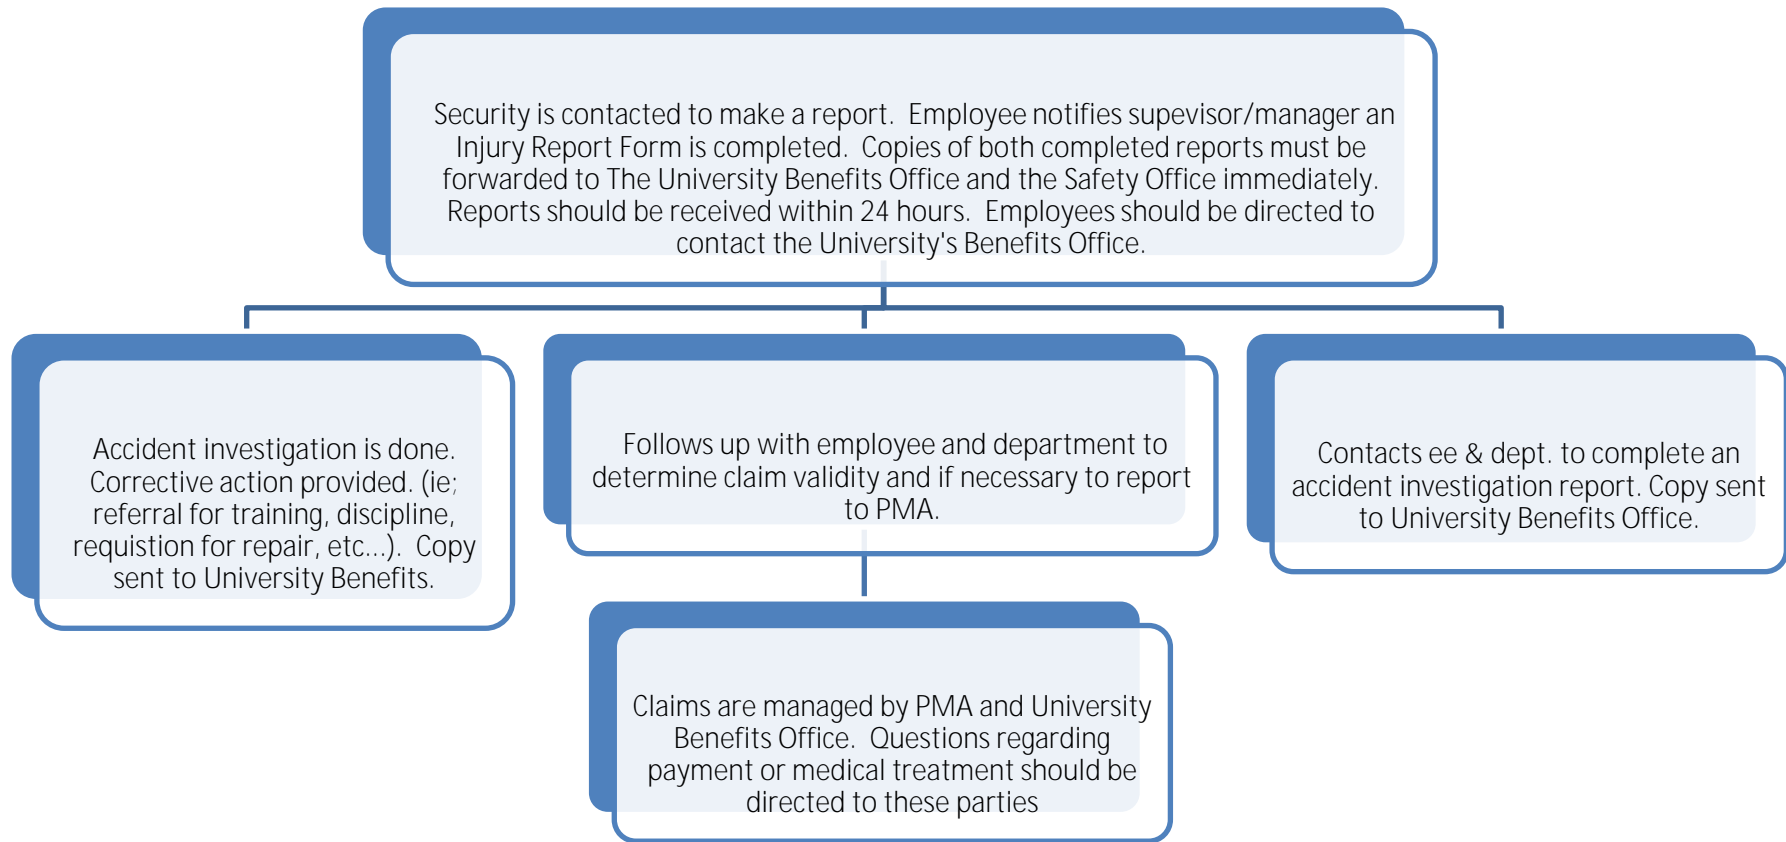 Security is contacted to make a report.  Employee notifies supevisor/manager an
Injury Report Form is completed.  Copies of both completed reports must be
forwarded to The University Benefits Office and the Safety Office immediately.
Reports should be received within 24 hours.  Employees should be directed to
contact the University's Benefits Office.
Accident investigation is done.
Corrective action provided. (ie;
referral for training, discipline,
requistion for repair, etc...).  Copy
sent to University Benefits.
Follows up with employee and department to
determine claim validity and if necessary to report
to PMA.
Contacts ee & dept. to complete an
accident investigation report. Copy sent
to University Benefits Office.
Claims are managed by PMA and University
Benefits Office.  Questions regarding
payment or medical treatment should be
directed to these parties